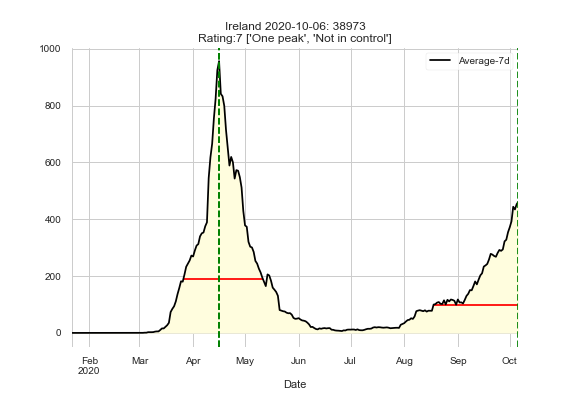 Ireland 2020-10-06: 38973
Rating:7 ['One peak', 'Not in control']
Average-7d
1000
800
600
400
200
0
Feb Mar Apr May Jun Jul Aug Sep Oct
2020
Date